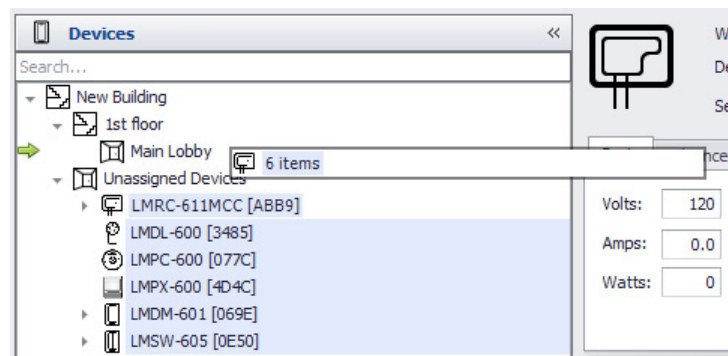 Devices
Search...
New Building
1st floor
Main Lobby
6 items
Unassigned Devices
LMRC-611MCC [ABB9]
LMDL-600 [3485]
LMPC-600 [077C]
LMPX-600 [4D4C]
LMDM-601 [069E]
LMSW-605 [0E50]
Volts: 120
Amps: 0.0
Watts: 0